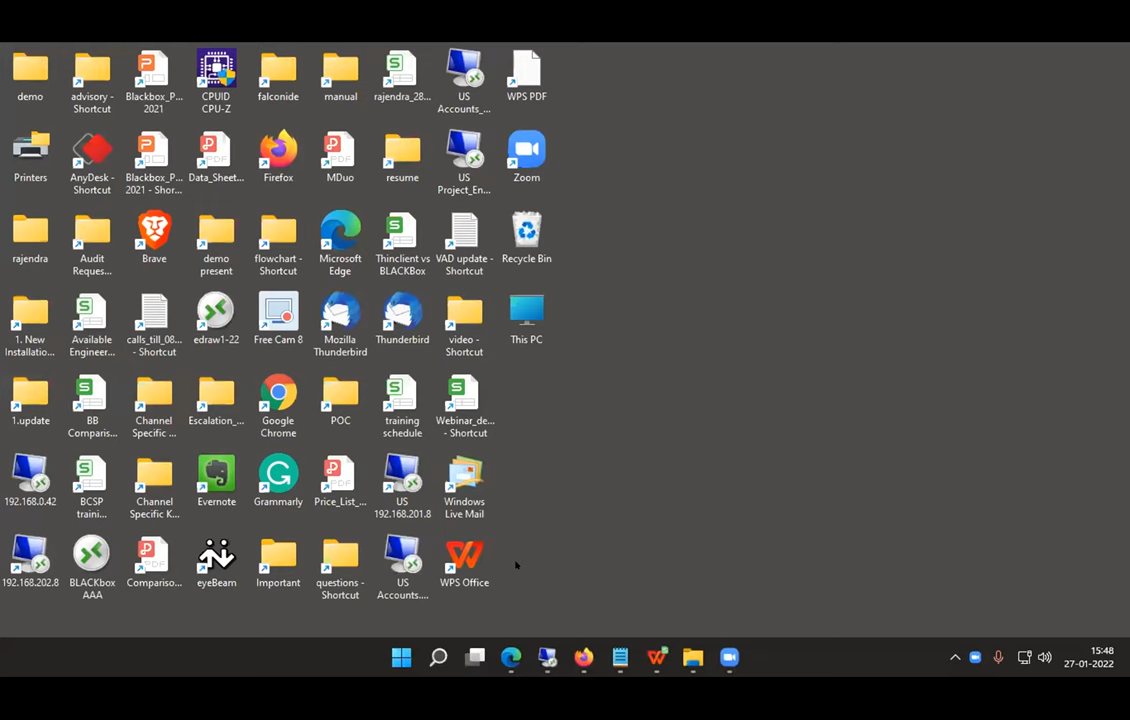 demo
advisory -
Shortcut
Blackbox_P...
2021
CPUID
CPU-Z
falconide
manual
rajendra_28...
US
Accounts_...
WPS PDF
Printers
AnyDesk -
Shortcut
Blackbox_P...
2021 - Shor...
Data_Sheet...
Firefox
MDuo
resume
US
Project_En...
Zoom
rajendra
Audit
Reques...
Brave
demo
present
flowchart -
Shortcut
Microsoft
Edge
Thinclient vs
BLACKBox
VAD update -
Shortcut
Recycle Bin
1. New
Installatio...
Available
Engineer...
calls_till_08...
- Shortcut
edraw1-22
Free Cam 8
Mozilla
Thunderbird
Thunderbird
video -
Shortcut
This PC
1.update
BB
Comparis...
Channel
Specific ...
Escalation_...
Google
Chrome
POC
training
schedule
Webinar_de...
- Shortcut
192.168.0.42
BCSP
traini...
Channel
Specific K...
Evernote
Grammarly
Price_List_...
US
192.168.201.8
Windows
Live Mail
192.168.202.8
BLACKbox
AAA
Compariso...
eyeBeam
Important
questions -
Shortcut
US
Accounts....
WPS Office
15:48
27-01-2022